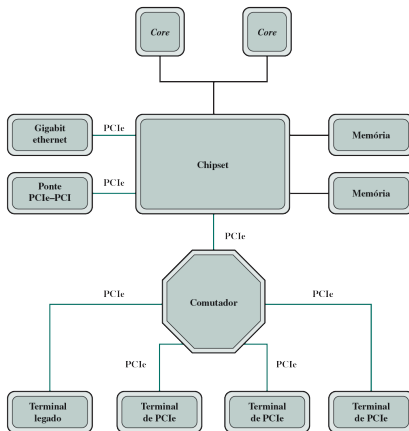 Core
Core
Gigabit
ethernet
PCIe
Chipset
Memória
Ponte
PCIe–PCI
PCIe
Memória
PCIe
Comutador
PCIe
PCIe
PCIe
PCIe
Terminal
legado
Terminal
de PCIe
Terminal
de PCIe
Terminal
de PCIe